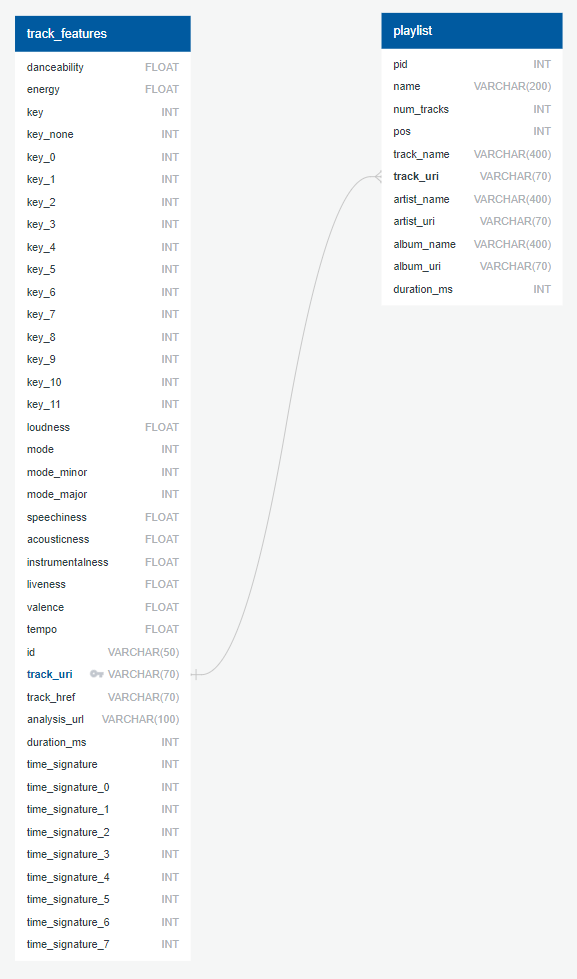 track_features
danceability FLOAT
energy FLOAT
key INT
key_none INT
key_0 INT
key_1 INT
key_2 INT
key_3 INT
key_4 INT
key_5 INT
key_6 INT
key_7 INT
key_8 INT
key_9 INT
key_10 INT
key_11 INT
loudness FLOAT
mode INT
mode_minor INT
mode_major INT
speechiness FLOAT
acousticness FLOAT
instrumentalness FLOAT
liveness FLOAT
valence FLOAT
tempo FLOAT
id VARCHAR(50)
track_uri VARCHAR(70)
track_href VARCHAR(70)
analysis_url VARCHAR(100)
duration_ms INT
time_signature INT
time_signature_0 INT
time_signature_1 INT
time_signature_2 INT
time_signature_3 INT
time_signature_4 INT
time_signature_5 INT
time_signature_6 INT
time_signature_7 INT
playlist
pid INT
name VARCHAR(200)
num_tracks INT
pos INT
track_name VARCHAR(400)
track_uri VARCHAR(70)
artist_name VARCHAR(400)
artist_uri VARCHAR(70)
album_name VARCHAR(400)
album_uri VARCHAR(70)
duration_ms INT